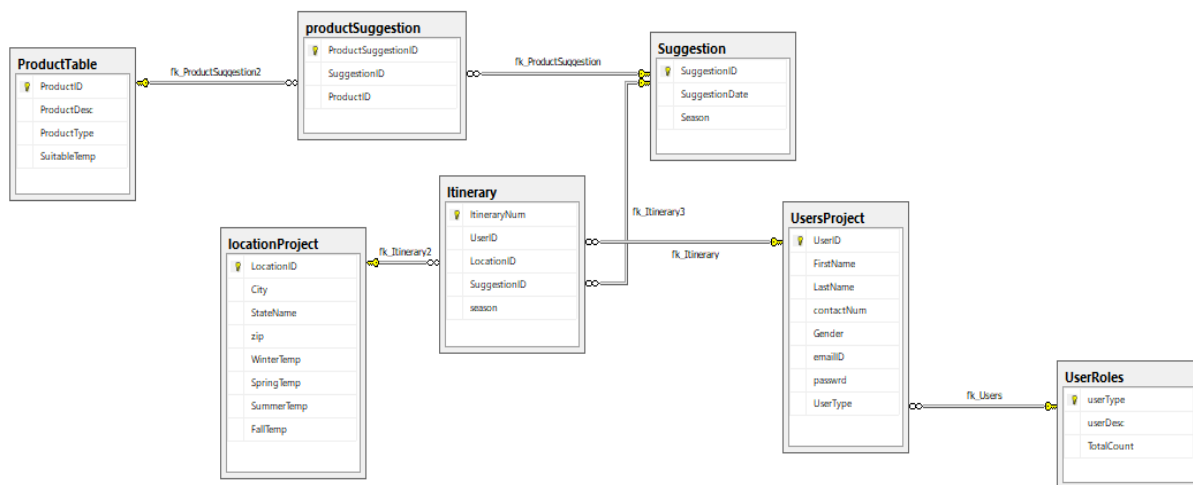 productSuggestion
ProductSuggestionID
SuggestionID
ProductID
Suggestion
SuggestionID
SuggestionDate
Season
ProductTable
ProductID
ProductDesc
ProductType
SuitableTemp
fk_ProductSuggestion2
fk_ProductSuggestion
Itinerary
ItineraryNum
UserID
LocationID
SuggestionID
season
fk_Itinerary3
fk_Itinerary
fk_Itinerary2
locationProject
LocationID
City
StateName
zip
WinterTemp
SpringTemp
SummerTemp
FallTemp
UsersProject
UserID
FirstName
LastName
contactNum
Gender
emailID
passwrd
UserType
fk_Users
UserRoles
userType
userDesc
TotalCount